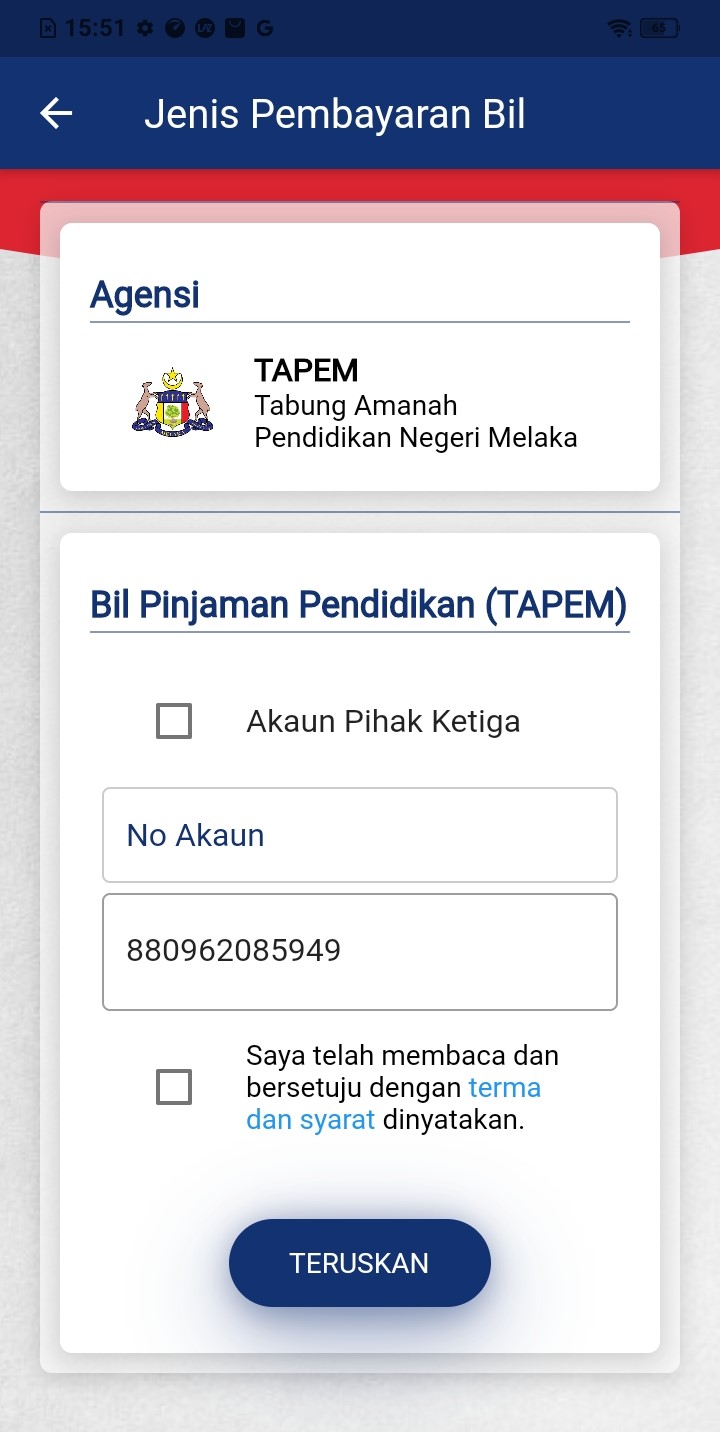 15:51
65
Jenis Pembayaran Bil
Agensi
TAPEM
Tabung Amanah
Pendidikan Negeri Melaka
Bil Pinjaman Pendidikan (TAPEM)
Akaun Pihak Ketiga
No Akaun
880962085949
Saya telah membaca dan
bersetuju dengan terma
dan syarat dinyatakan.
TERUSKAN